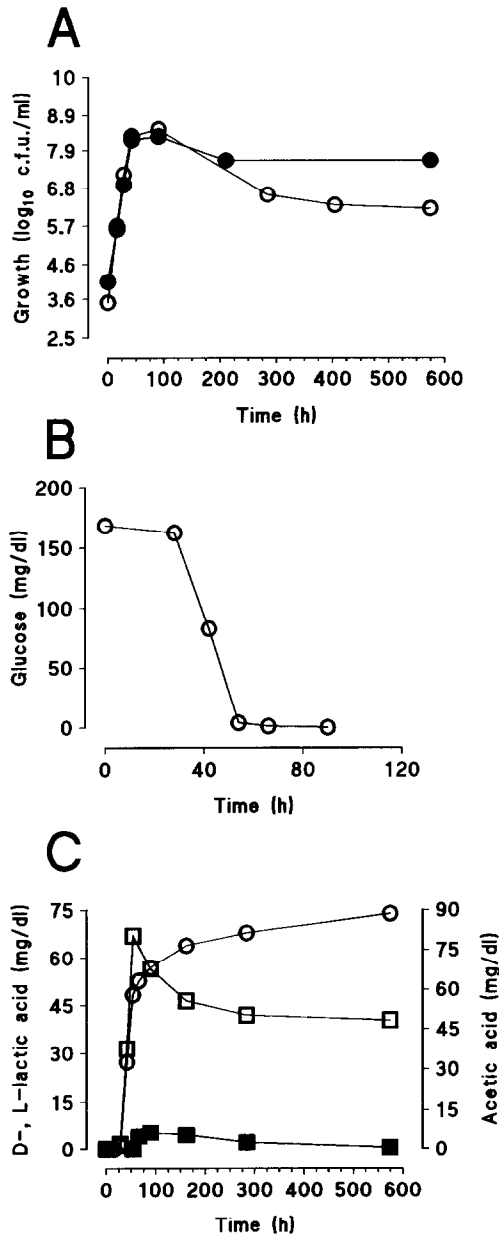 A
Growth (log10 c.f.u./ml)
10
8.9
7.9
6.8
5.7
4.6
3.6
2.5
0 100 200 300 400 500 600
Time (h)
B
Glucose (mg/dl)
200
150
100
50
0
0 40 80 120
Time (h)
C
D-, L-lactic acid (mg/dl)
75
60
45
30
15
0
90
75
60
45
30
15
0
Acetic acid (mg/dl)
0 100 200 300 400 500 600
Time (h)